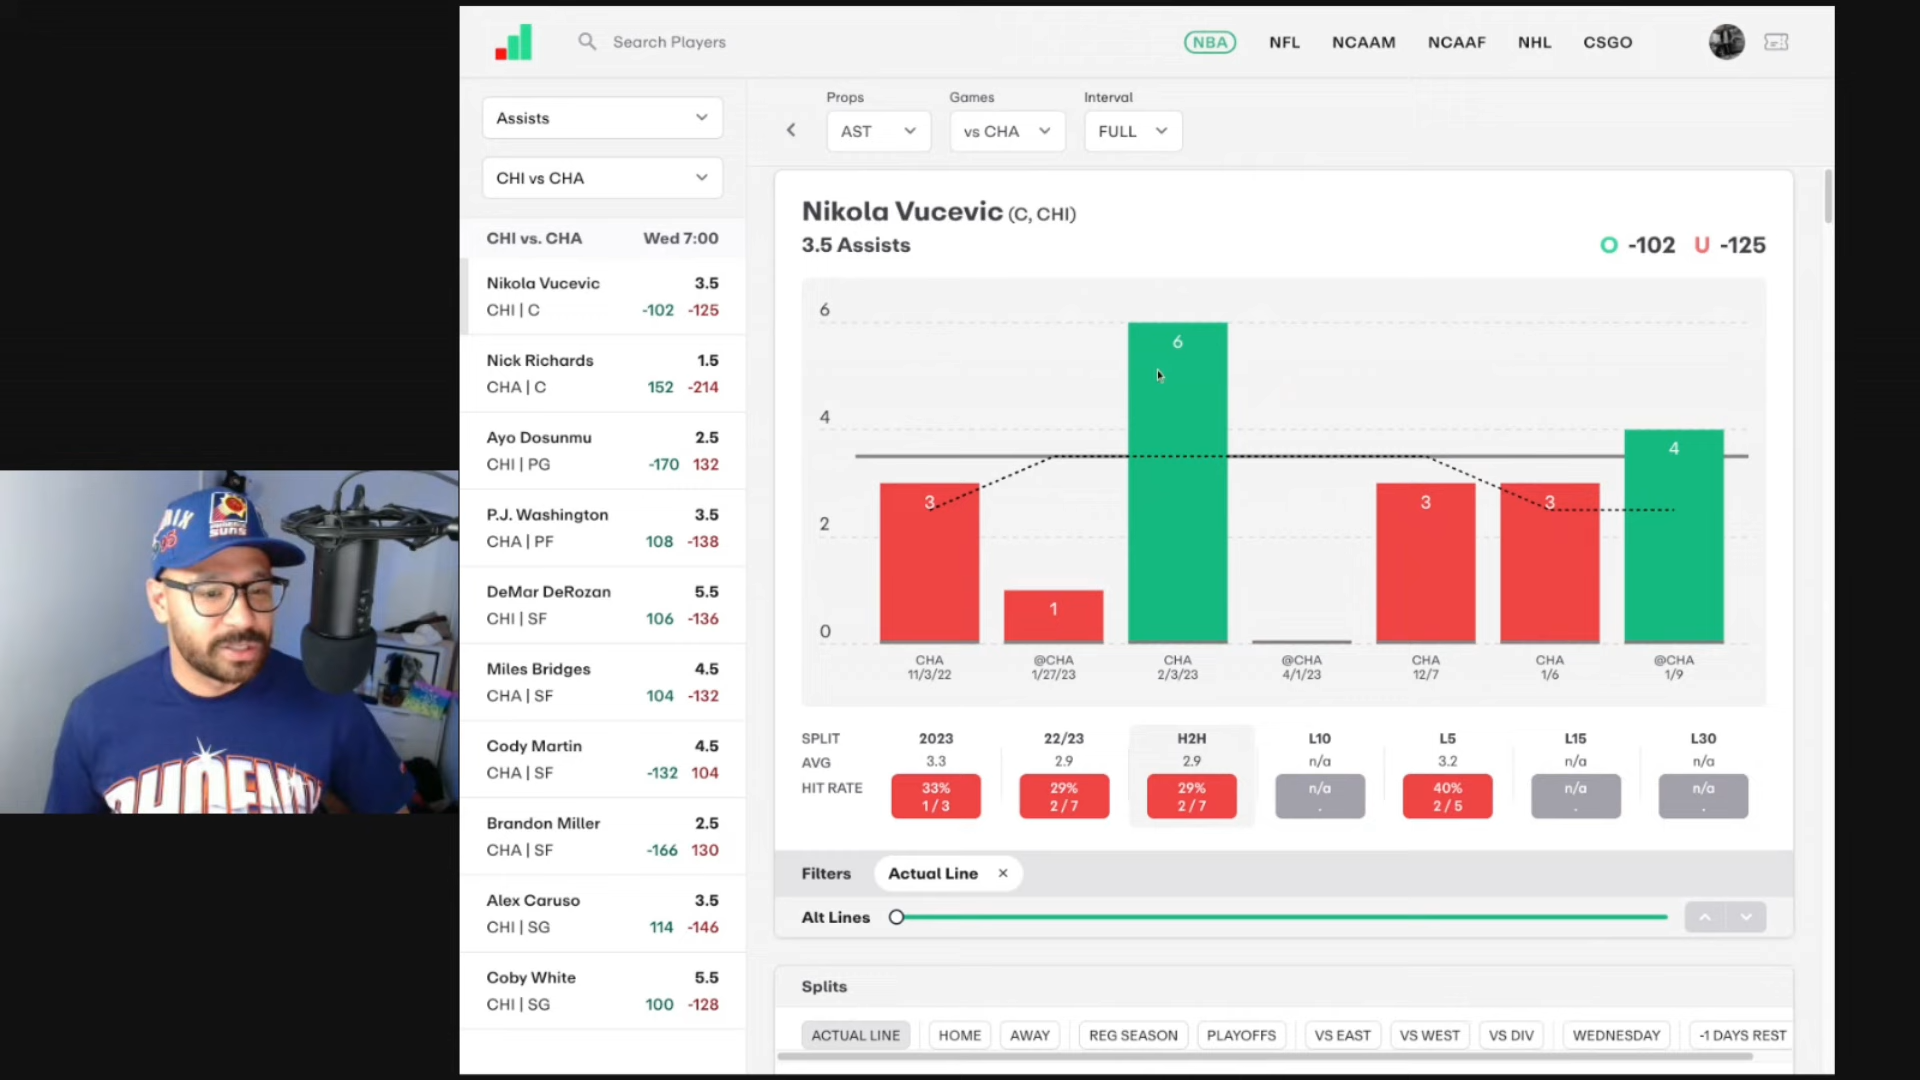 Search Players
NBA NFL NCAAM NCAAF NHL CSGO
Assists
CHI vs CHA
CHI vs. CHA Wed 7:00
Nikola Vucevic 3.5
CHI | C -102 -125
Nick Richards 1.5
CHA | C 152 -214
Ayo Dosunmu 2.5
CHI | PG -170 132
P.J. Washington 3.5
CHA | PF 108 -138
DeMar DeRozan 5.5
CHI | SF 106 -136
Miles Bridges 4.5
CHA | SF 104 -132
Cody Martin 4.5
CHA | SF -132 104
Brandon Miller 2.5
CHA | SF -166 130
Alex Caruso 3.5
CHI | SG 114 -146
Coby White 5.5
CHI | SG 100 -128
Props Games Interval
AST vs CHA FULL
Nikola Vucevic (C, CHI)
3.5 Assists O -102 U -125
6
4
2
0
3 1 6 3 3 4
CHA @CHA CHA @CHA CHA CHA @CHA
11/3/22 1/27/23 2/3/23 4/1/23 12/7 1/6 1/9
SPLIT 2023 22/23 H2H L10 L5 L15 L30
AVG 3.3 2.9 2.9 n/a 3.2 n/a n/a
HIT RATE 33% 29% 29% n/a 40% n/a n/a
1 / 3 2 / 7 2 / 7 . 2 / 5 . .
Filters Actual Line ×
Alt Lines
Splits
ACTUAL LINE HOME AWAY REG SEASON PLAYOFFS VS EAST VS WEST VS DIV WEDNESDAY -1 DAYS REST
SUNS
PHOENIX